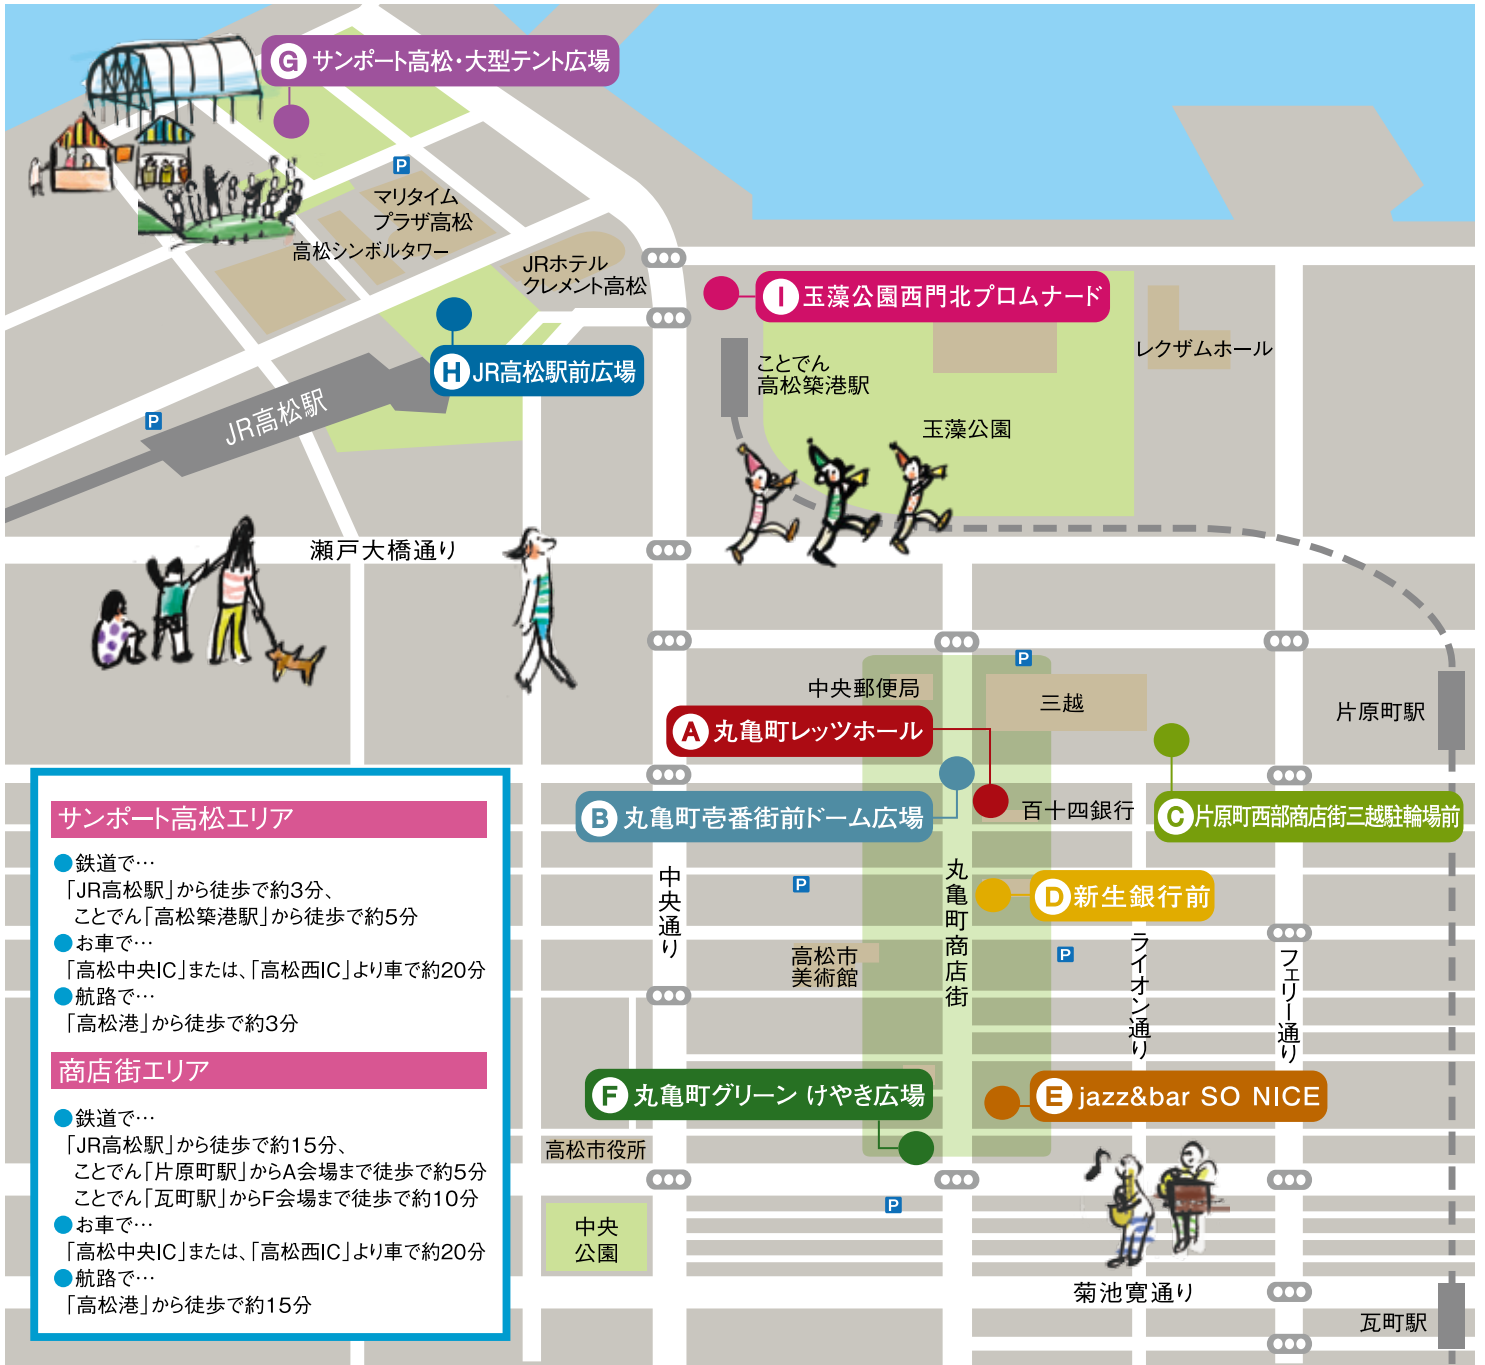 G サンポート高松・大型テント広場
P
マリタイム
プラザ高松
高松シンボルタワー
JRホテル
クレメント高松
I 玉藻公園西門北プロムナード
H JR高松駅前広場
ことでん
高松築港駅
レクザムホール
P
JR高松駅
玉藻公園
瀬戸大橋通り
P
中央郵便局
三越
片原町駅
A 丸亀町レッツホール
B 丸亀町壱番街前ドーム広場
百十四銀行
C 片原町西部商店街三越駐輪場前
中央通り
P
丸亀町商店街
D 新生銀行前
高松市
美術館
P
ライオン通り
フェリー通り
F 丸亀町グリーン けやき広場
E jazz&bar SO NICE
高松市役所
P
中央
公園
菊池寛通り
瓦町駅
サンポート高松エリア
●鉄道で…
「JR高松駅」から徒歩で約3分、
ことでん「高松築港駅」から徒歩で約5分
●お車で…
「高松中央IC」または、「高松西IC」より車で約20分
●航路で…
「高松港」から徒歩で約3分
商店街エリア
●鉄道で…
「JR高松駅」から徒歩で約15分、
ことでん「片原町駅」からA会場まで徒歩で約5分
ことでん「瓦町駅」からF会場まで徒歩で約10分
●お車で…
「高松中央IC」または、「高松西IC」より車で約20分
●航路で…
「高松港」から徒歩で約15分